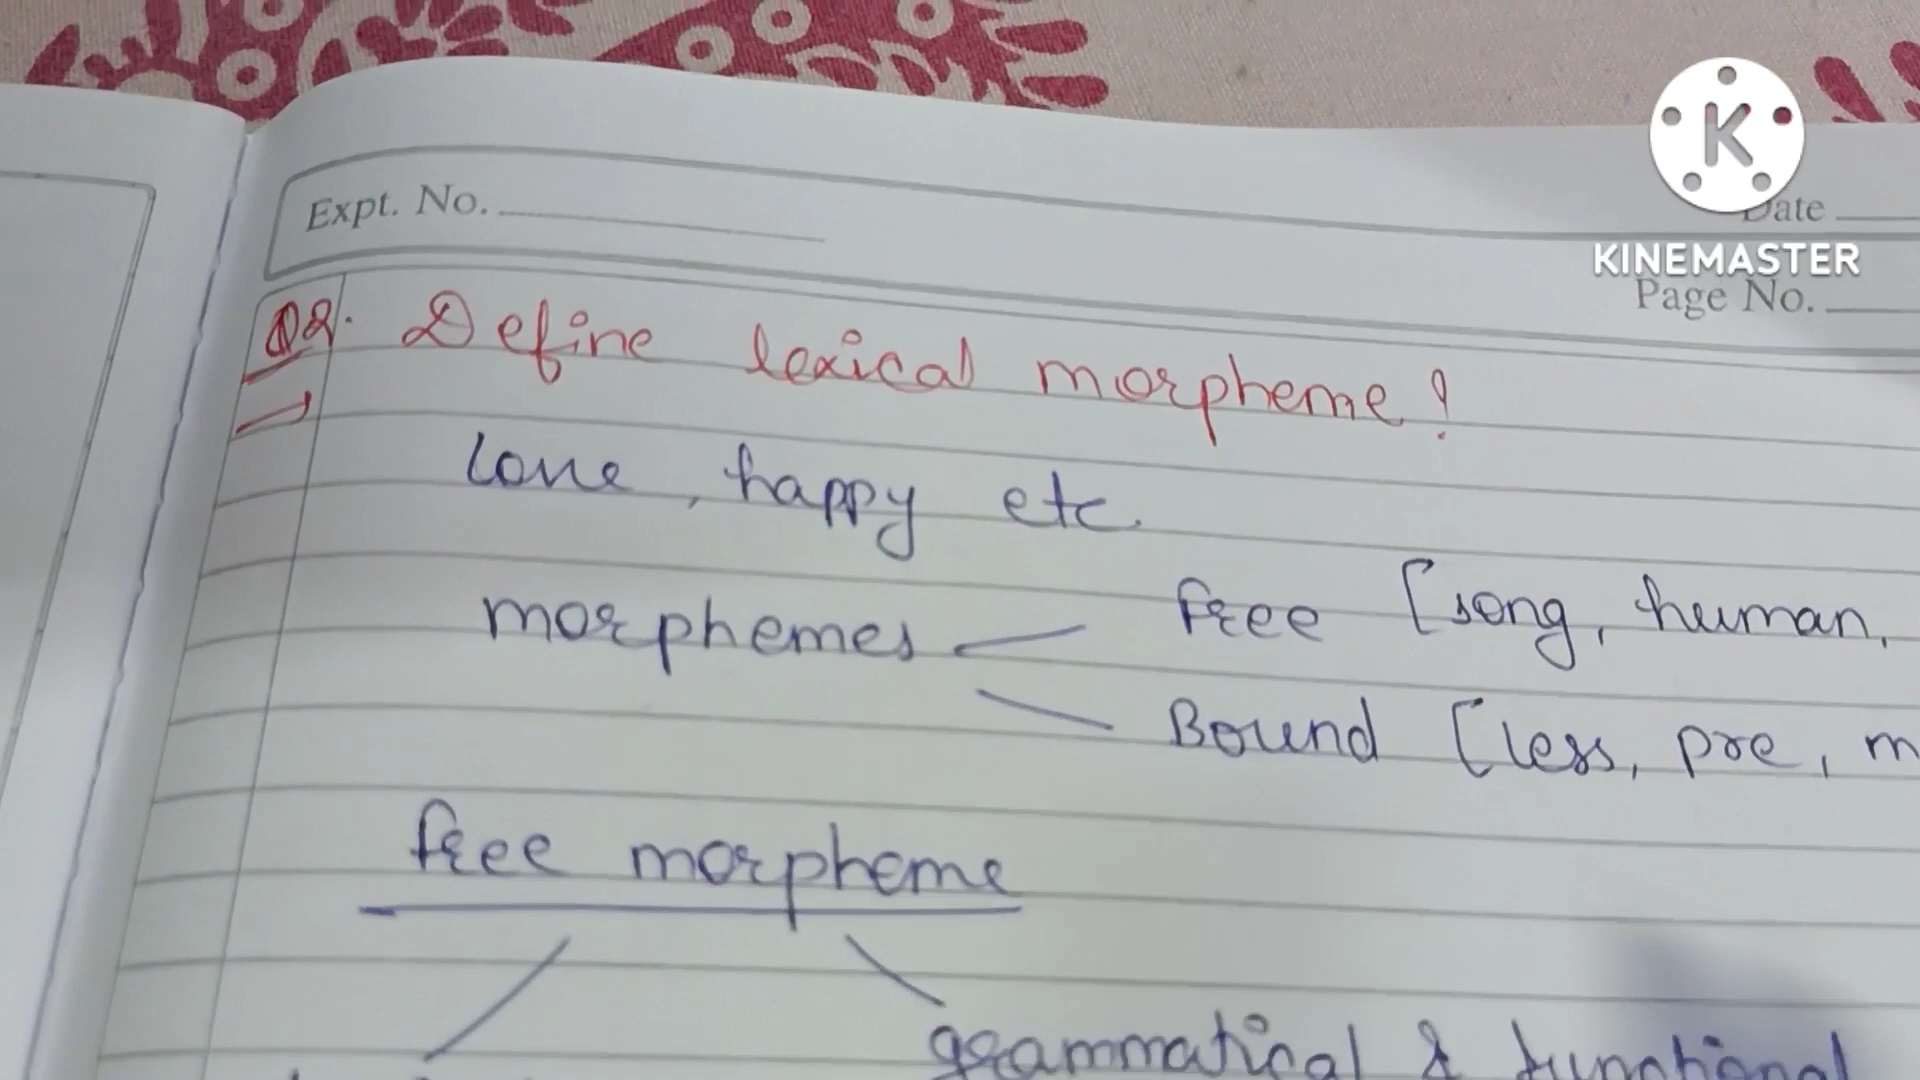 Expt. No.
Date
KINEMASTER
Page No.
Q2. Define lexical morpheme!
Love, happy etc.
morphemes
free [song, human,
Bound [less, pre, m
free morpheme
grammatical & functional